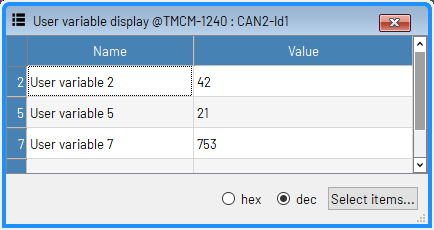 User variable display @TMCM-1240 : CAN2-Id1
Name Value
2 User variable 2 42
5 User variable 5 21
7 User variable 7 753
hex dec Select items...